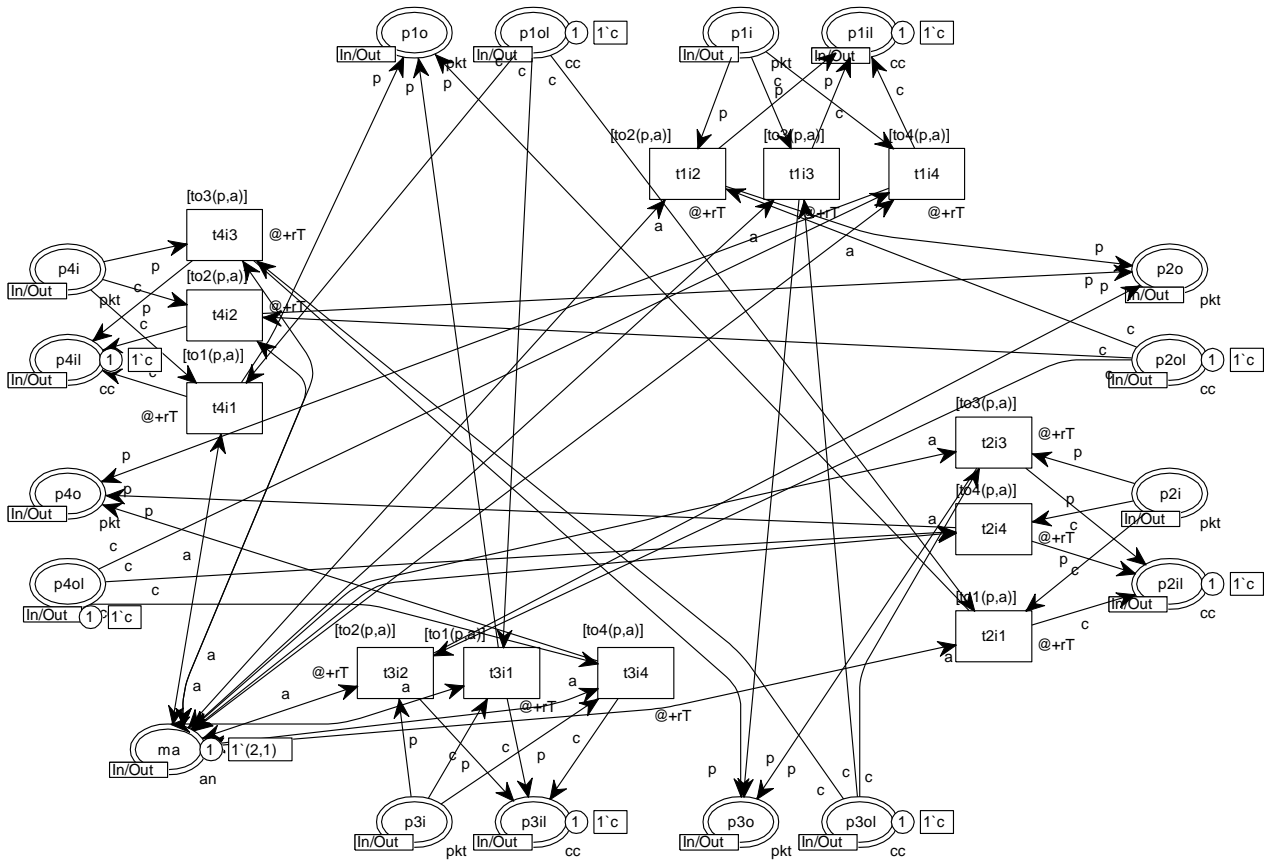 p1o
In/Out
pkt
p1ol
In/Out
1
1`c
cc
p1i
In/Out
pkt
p1il
In/Out
1
1`c
cc
p
p
p
c
c
c
p
c
p
p
c
c
[to2(p,a)]
t1i2
@+rT
[to3(p,a)]
t1i3
@+rT
[to4(p,a)]
t1i4
@+rT
a
a
a
[to3(p,a)]
t4i3
@+rT
[to2(p,a)]
t4i2
@+rT
[to1(p,a)]
t4i1
@+rT
p4i
In/Out
pkt
p
c
p
c
c
p4il
In/Out
1
1`c
cc
p2o
In/Out
pkt
p
p
p
p2ol
In/Out
1
1`c
cc
c
c
c
p4o
In/Out
pkt
p
p
p
p4ol
In/Out
1
1`c
c
c
c
[to3(p,a)]
t2i3
@+rT
[to4(p,a)]
t2i4
@+rT
[to1(p,a)]
t2i1
@+rT
a
a
a
p2i
In/Out
pkt
p
p
c
p
c
c
p2il
In/Out
1
1`c
cc
[to2(p,a)]
t3i2
@+rT
[to1(p,a)]
t3i1
@+rT
[to4(p,a)]
t3i4
@+rT
a
a
a
a
a
a
ma
In/Out
1
1`(2,1)
an
p
c
p
c
p
c
p3i
In/Out
pkt
p3il
In/Out
1
1`c
cc
p
p
p
p3o
In/Out
pkt
c
c
c
p3ol
In/Out
1
1`c
cc